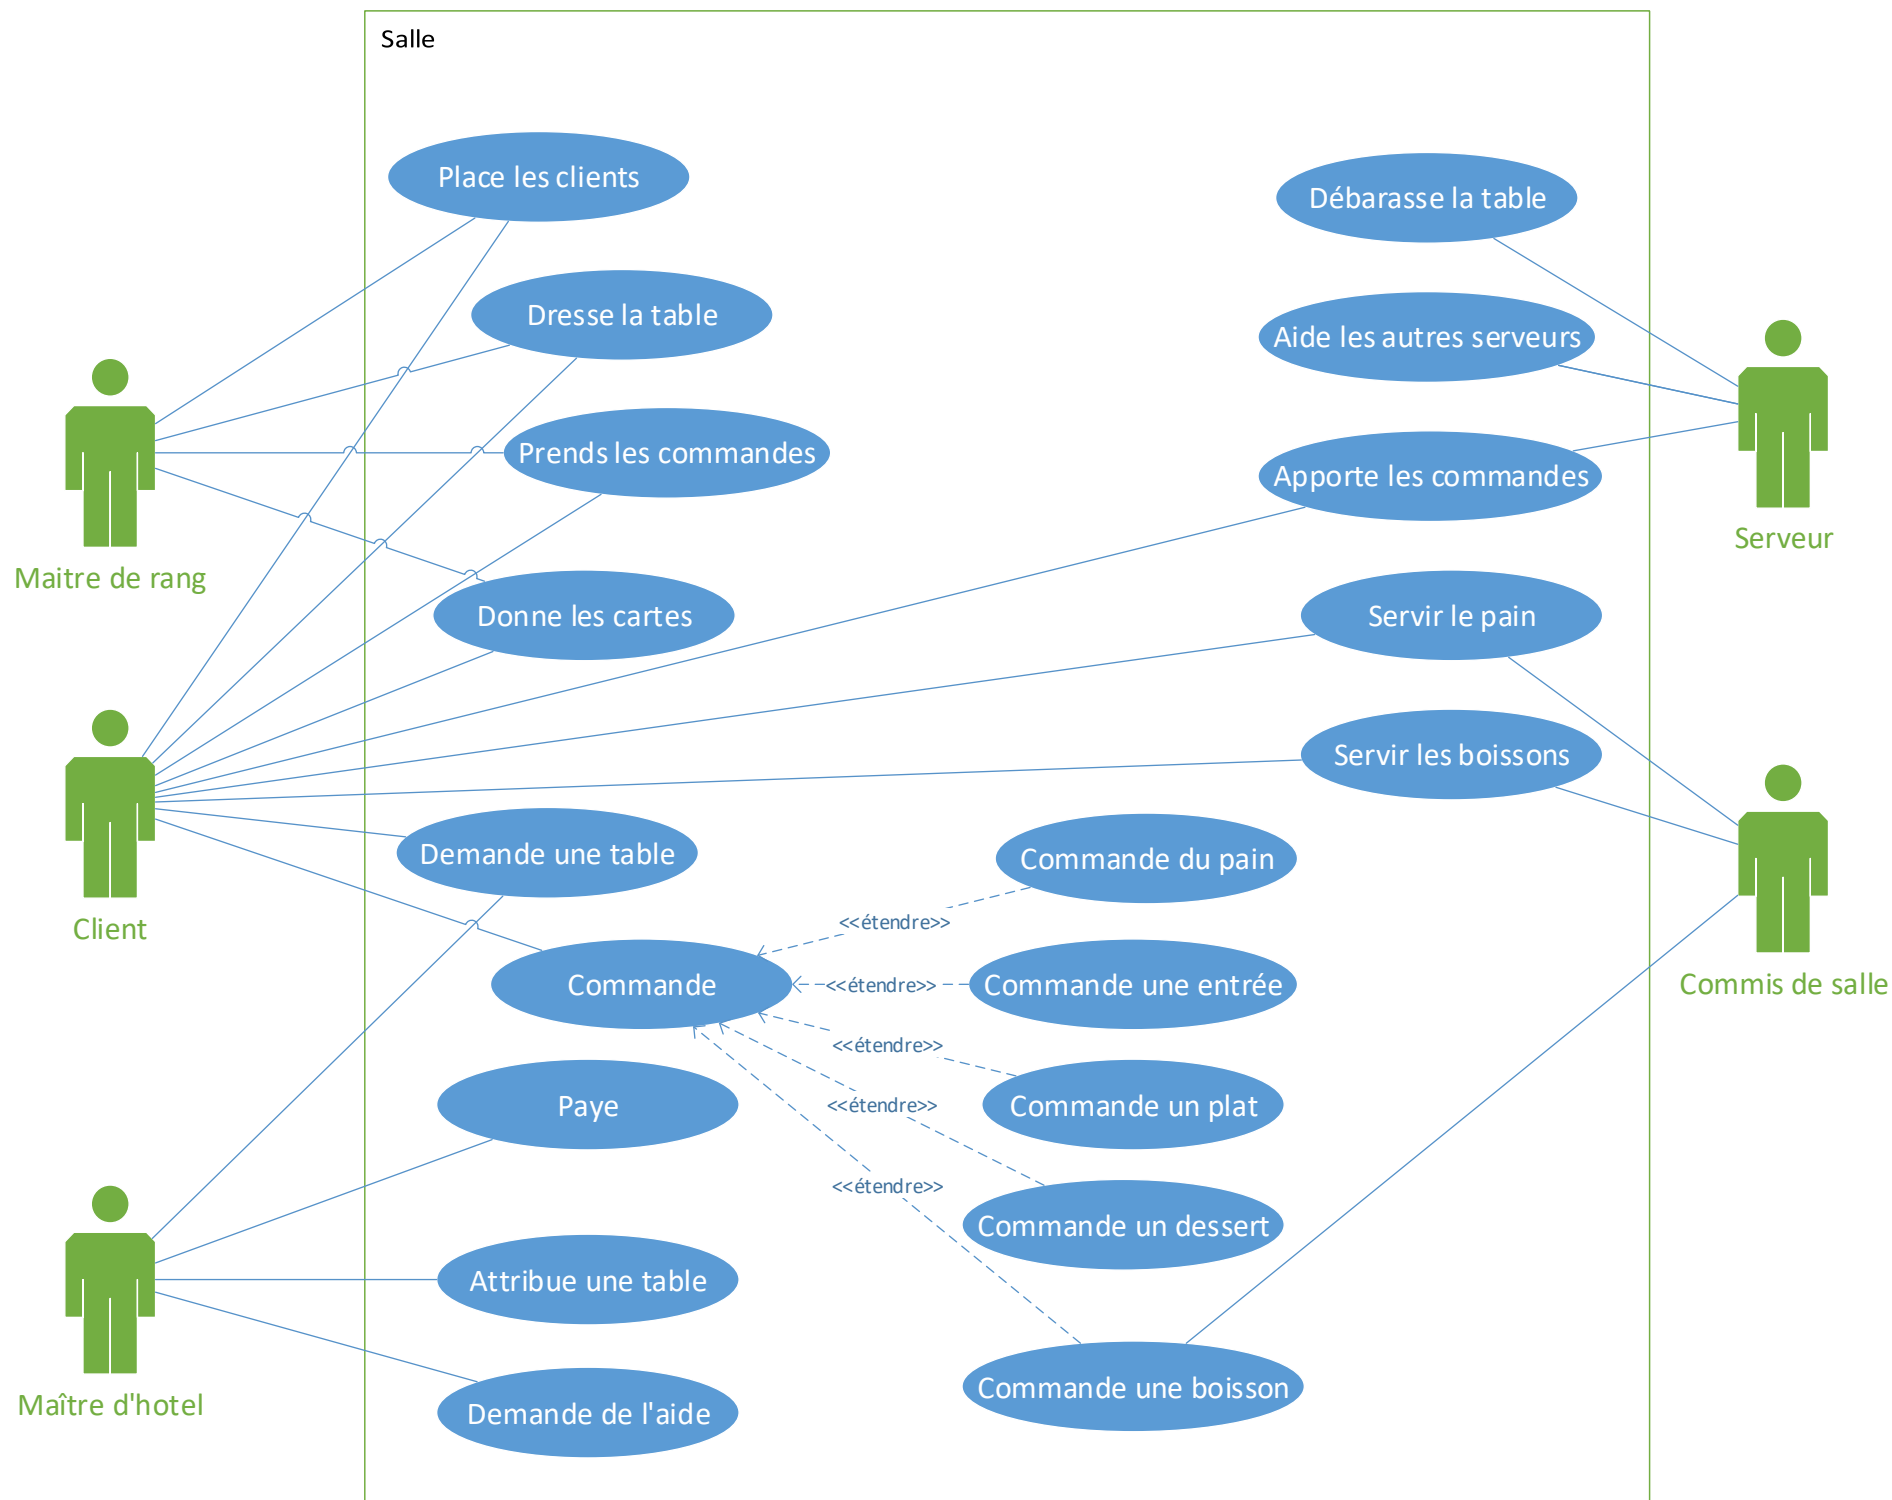 Salle
Place les clients
Débarasse la table
Dresse la table
Aide les autres serveurs
Prends les commandes
Apporte les commandes
Serveur
Maitre de rang
Donne les cartes
Servir le pain
Servir les boissons
Demande une table
Commande du pain
<<étendre>>
Client
Commande
<<étendre>>
Commande une entrée
Commis de salle
<<étendre>>
Paye
<<étendre>>
Commande un plat
<<étendre>>
Commande un dessert
Attribue une table
Commande une boisson
Maître d'hotel
Demande de l'aide